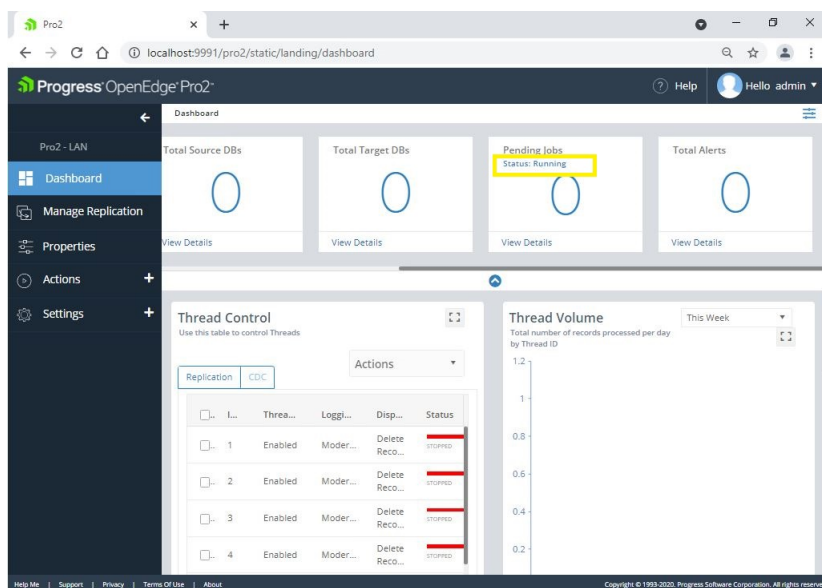 Pro2
localhost:9991/pro2/static/landing/dashboard
Progress OpenEdge Pro2
Help
Hello admin
Dashboard
Pro2 - LAN
Dashboard
Manage Replication
Properties
Actions
Settings
Total Source DBs
0
View Details
Total Target DBs
0
View Details
Pending Jobs
Status: Running
0
View Details
Total Alerts
0
View Details
Thread Control
Use this table to control Threads
Actions
Replication CDC
I... Threa... Loggi... Disp... Status
1 Enabled Moder... Delete Reco... STOPPED
2 Enabled Moder... Delete Reco... STOPPED
3 Enabled Moder... Delete Reco... STOPPED
4 Enabled Moder... Delete Reco... STOPPED
Thread Volume
Total number of records processed per day
by Thread ID
This Week
1.2
1
0.8
0.6
0.4
0.2
Help Me | Support | Privacy | Terms Of Use | About
Copyright © 1993-2020. Progress Software Corporation. All rights reserve